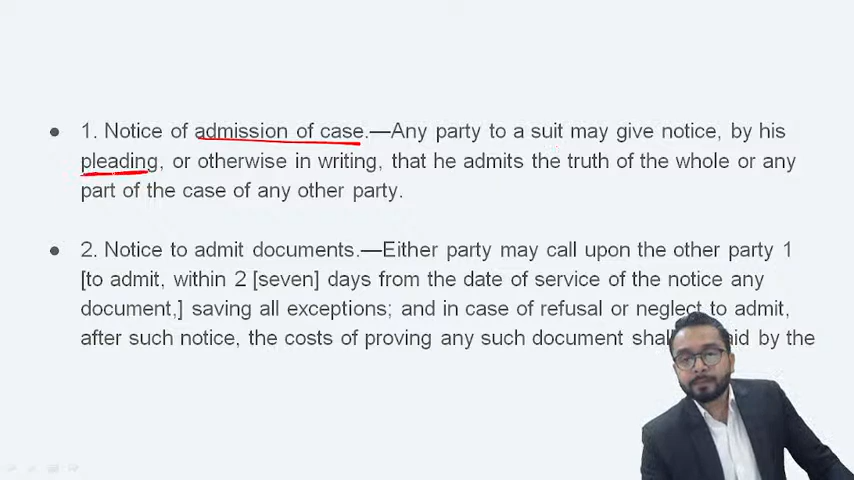 ● 1. Notice of admission of case.—Any party to a suit may give notice, by his
pleading, or otherwise in writing, that he admits the truth of the whole or any
part of the case of any other party.
● 2. Notice to admit documents.—Either party may call upon the other party 1
[to admit, within 2 [seven] days from the date of service of the notice any
document,] saving all exceptions; and in case of refusal or neglect to admit,
after such notice, the costs of proving any such document by the